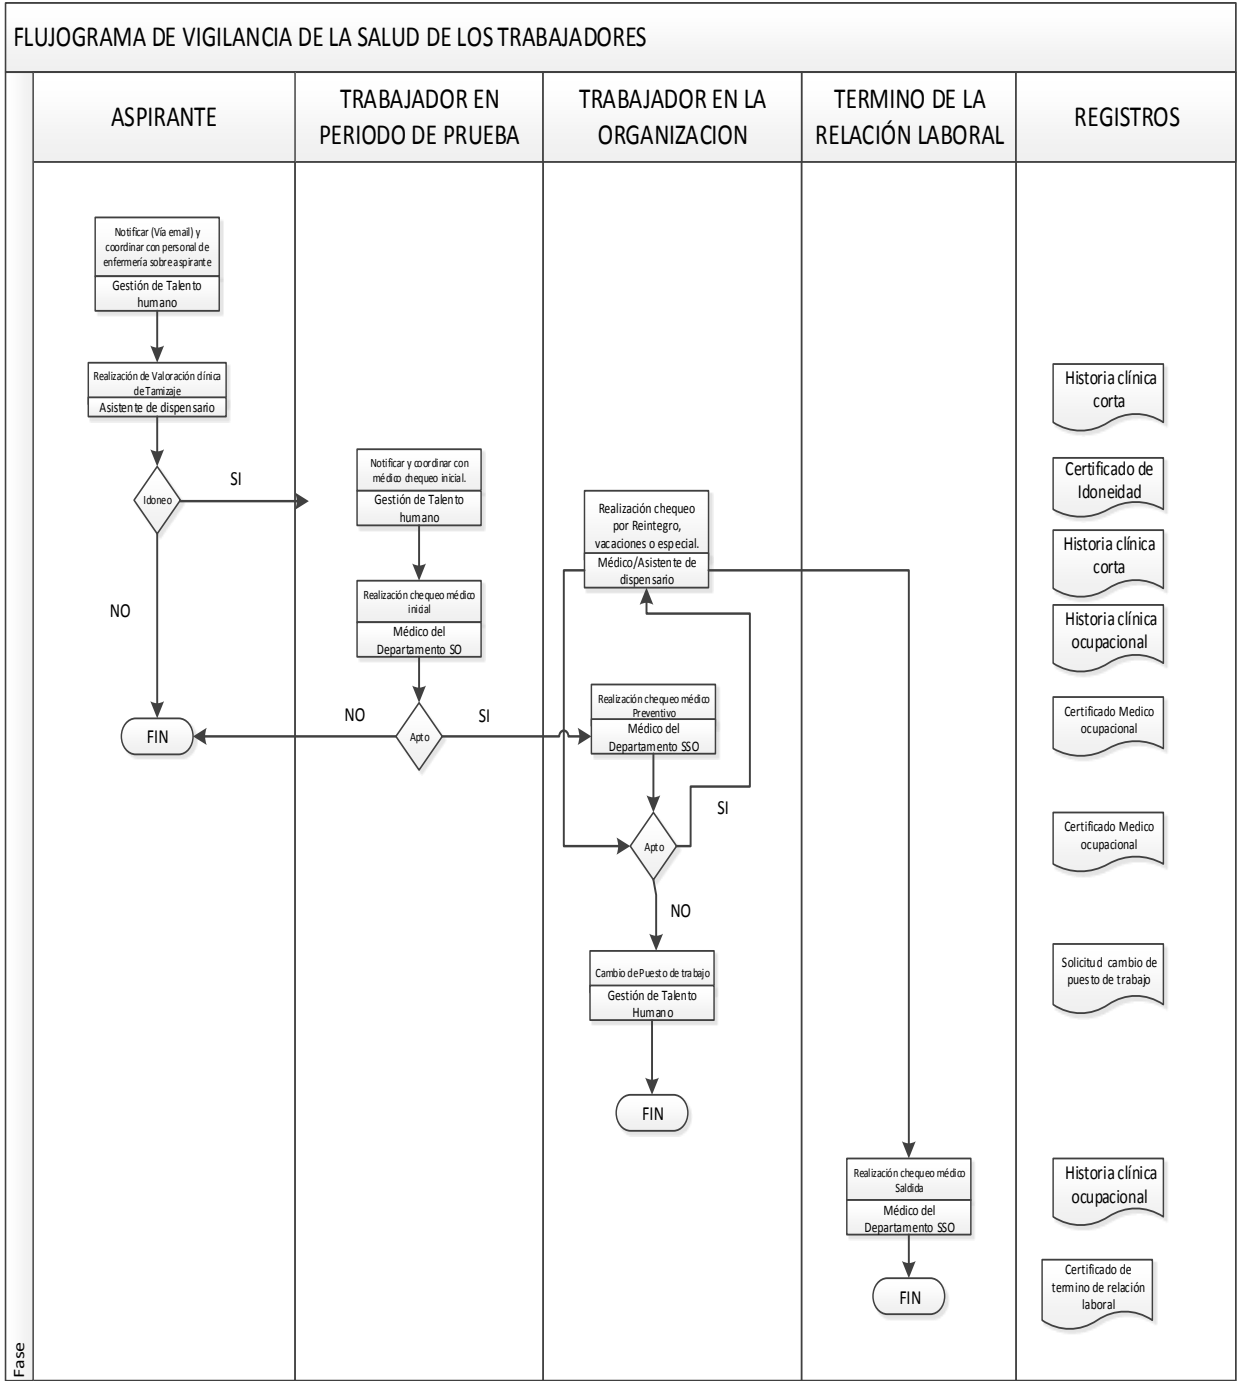 FLUJOGRAMA DE VIGILANCIA DE LA SALUD DE LOS TRABAJADORES
Fase
ASPIRANTE
TRABAJADOR EN
PERIODO DE PRUEBA
TRABAJADOR EN LA
ORGANIZACION
TERMINO DE LA
RELACIÓN LABORAL
REGISTROS
Notificar (Vía email) y
coordinar con personal de
enfermería sobre aspirante
Gestión de Talento
humano
Realización de Valoración clínica
de Tamizaje
Asistente de dispensario
Idoneo
SI
NO
FIN
Notificar y coordinar con
médico chequeo inicial.
Gestión de Talento
humano
Realización chequeo médico
inicial
Médico del
Departamento SO
Apto
NO
SI
Realización chequeo
por Reintegro,
vacaciones o especial.
Médico/Asistente de
dispensario
Realización chequeo médico
Preventivo
Médico del
Departamento SSO
Apto
SI
NO
Cambio de Puesto de trabajo
Gestión de Talento
Humano
FIN
Realización chequeo médico
Saldida
Médico del
Departamento SSO
FIN
Historia clínica
corta
Certificado de
Idoneidad
Historia clínica
corta
Historia clínica
ocupacional
Certificado Medico
ocupacional
Certificado Medico
ocupacional
Solicitud cambio de
puesto de trabajo
Historia clínica
ocupacional
Certificado de
termino de relación
laboral